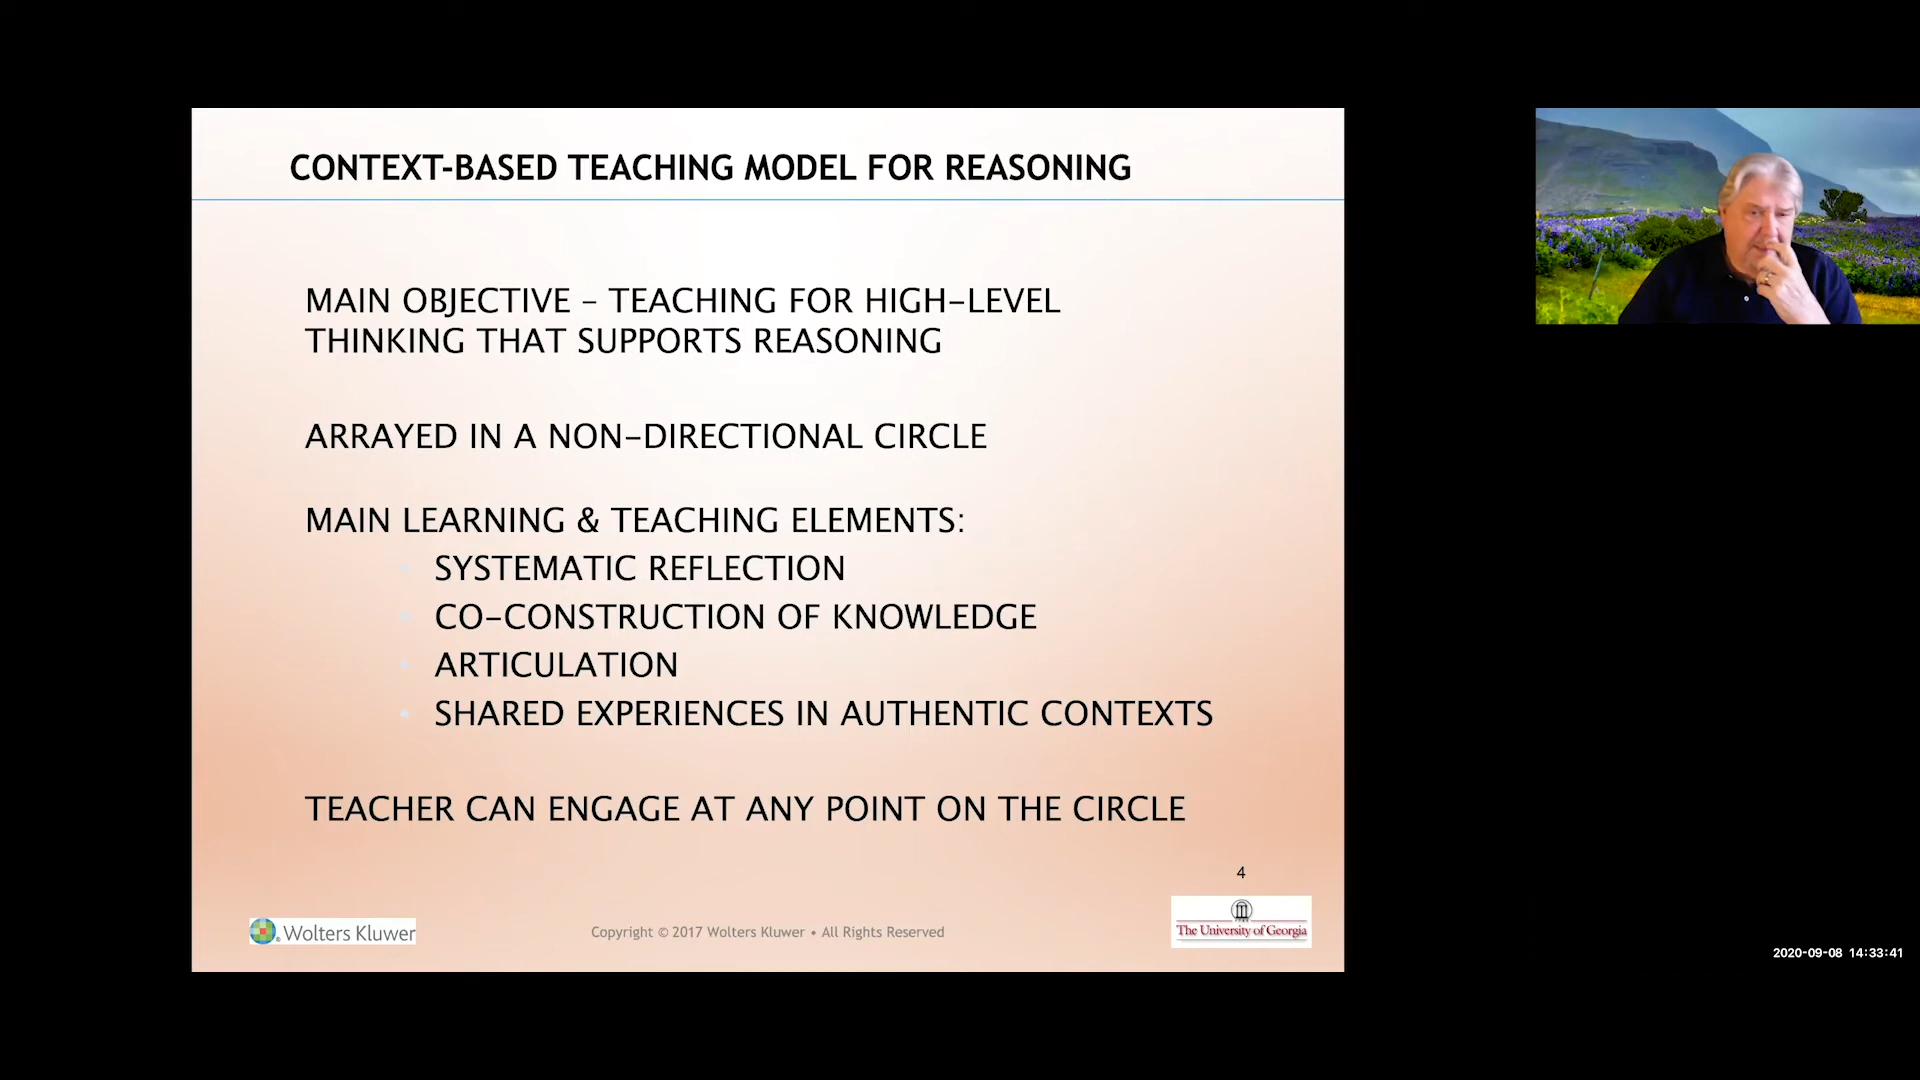 CONTEXT-BASED TEACHING MODEL FOR REASONING
MAIN OBJECTIVE – TEACHING FOR HIGH-LEVEL
THINKING THAT SUPPORTS REASONING
ARRAYED IN A NON-DIRECTIONAL CIRCLE
MAIN LEARNING & TEACHING ELEMENTS:
• SYSTEMATIC REFLECTION
• CO-CONSTRUCTION OF KNOWLEDGE
• ARTICULATION
• SHARED EXPERIENCES IN AUTHENTIC CONTEXTS
TEACHER CAN ENGAGE AT ANY POINT ON THE CIRCLE
4
Wolters Kluwer
Copyright © 2017 Wolters Kluwer • All Rights Reserved
The University of Georgia
2020-09-08 14:33:41